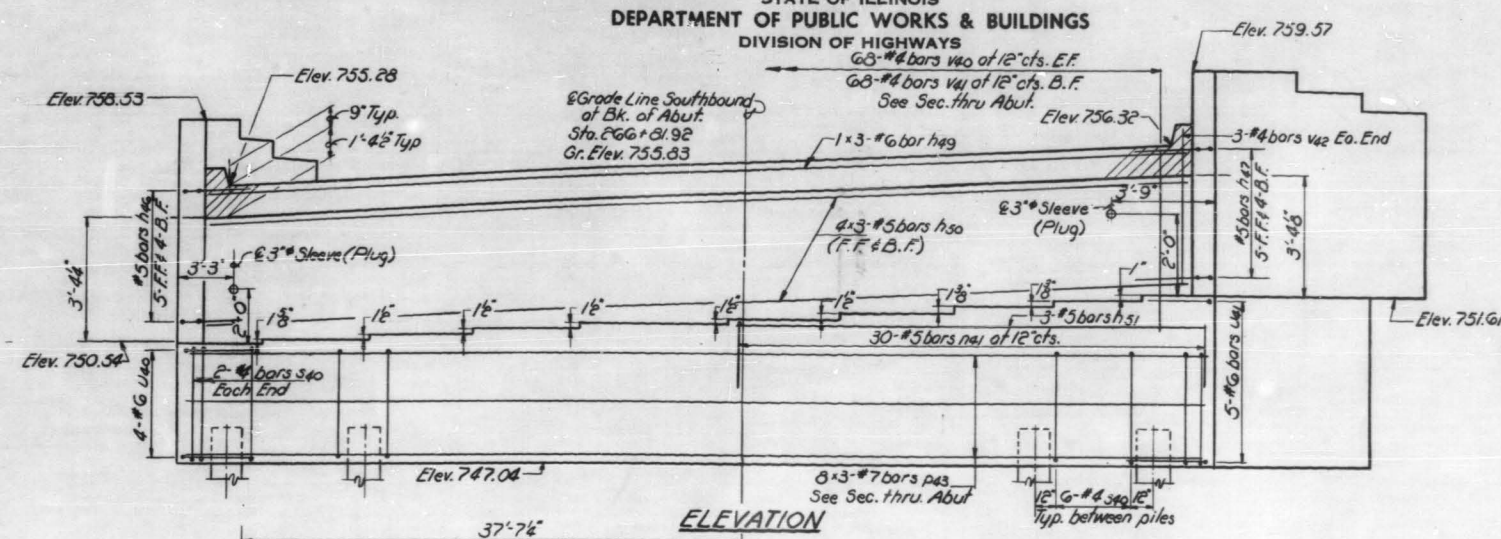 STATE OF ILLINOIS
DEPARTMENT OF PUBLIC WORKS & BUILDINGS
DIVISION OF HIGHWAYS
68-#4 bars v40 at 12" cts. E.F.
68-#4 bars v41 at 12" cts. B.F.
See Sec. thru Abut.
Elev. 759.57
Elev. 758.53
Elev. 755.28
9" Typ.
1'-4½" Typ
℄ Grade Line Southbound
at Bk. of Abut.
Sta. 266+81.92
Gr. Elev. 755.83
Elev. 756.32
1x3-#6 bar h49
3-#4 bars v42 Ea. End
#5 bars h46
5-F.F. & 4-B.F.
3'-4½"
3'-3"
℄ 3"ø Sleeve (Plug)
2'-0"
4x3-#5 bars h50
(F.F. & B.F.)
3'-9"
℄ 3"ø Sleeve
(Plug)
2'-0"
#5 bars h47
5-F.F. & 4-B.F.
3'-4⅝"
1⅜"
1½"
1½"
1½"
1½"
1½"
1⅜"
1⅜"
1"
3-#5 bars h51
30-#5 bars n41 at 12" cts.
Elev. 751.61
Elev. 750.54
4-#6 u40
2-#4 bars s40
Each End
5-#6 bars u41
Elev. 747.04
8x3-#7 bars p43
See Sec. thru. Abut
12" 6-#4 s40 12"
Typ. between piles
ELEVATION
37'-7¼"